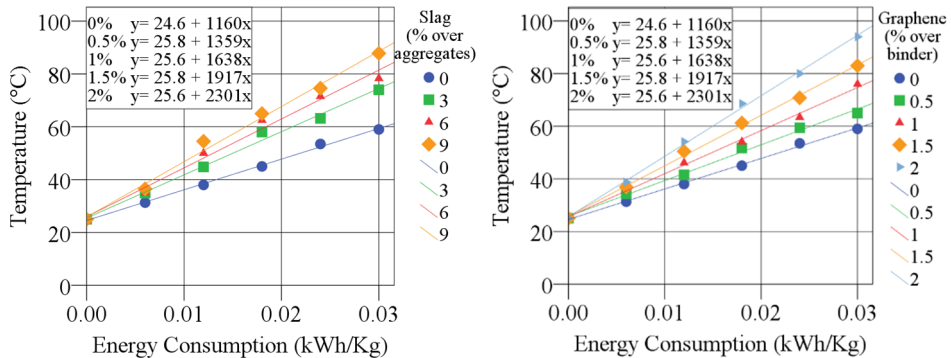 100
80
60
40
20
0
Temperature (°C)
0% y= 24.6 + 1160x
0.5% y= 25.8 + 1359x
1% y= 25.6 + 1638x
1.5% y= 25.8 + 1917x
2% y= 25.6 + 2301x
0.00 0.01 0.02 0.03
Energy Consumption (kWh/Kg)
Slag
(% over
aggregates)
0
3
6
9
0
3
6
9
100
80
60
40
20
0
Temperature (°C)
0% y= 24.6 + 1160x
0.5% y= 25.8 + 1359x
1% y= 25.6 + 1638x
1.5% y= 25.8 + 1917x
2% y= 25.6 + 2301x
0.00 0.01 0.02 0.03
Energy Consumption (kWh/Kg)
Graphene
(% over
binder)
0
0.5
1
1.5
2
0
0.5
1
1.5
2